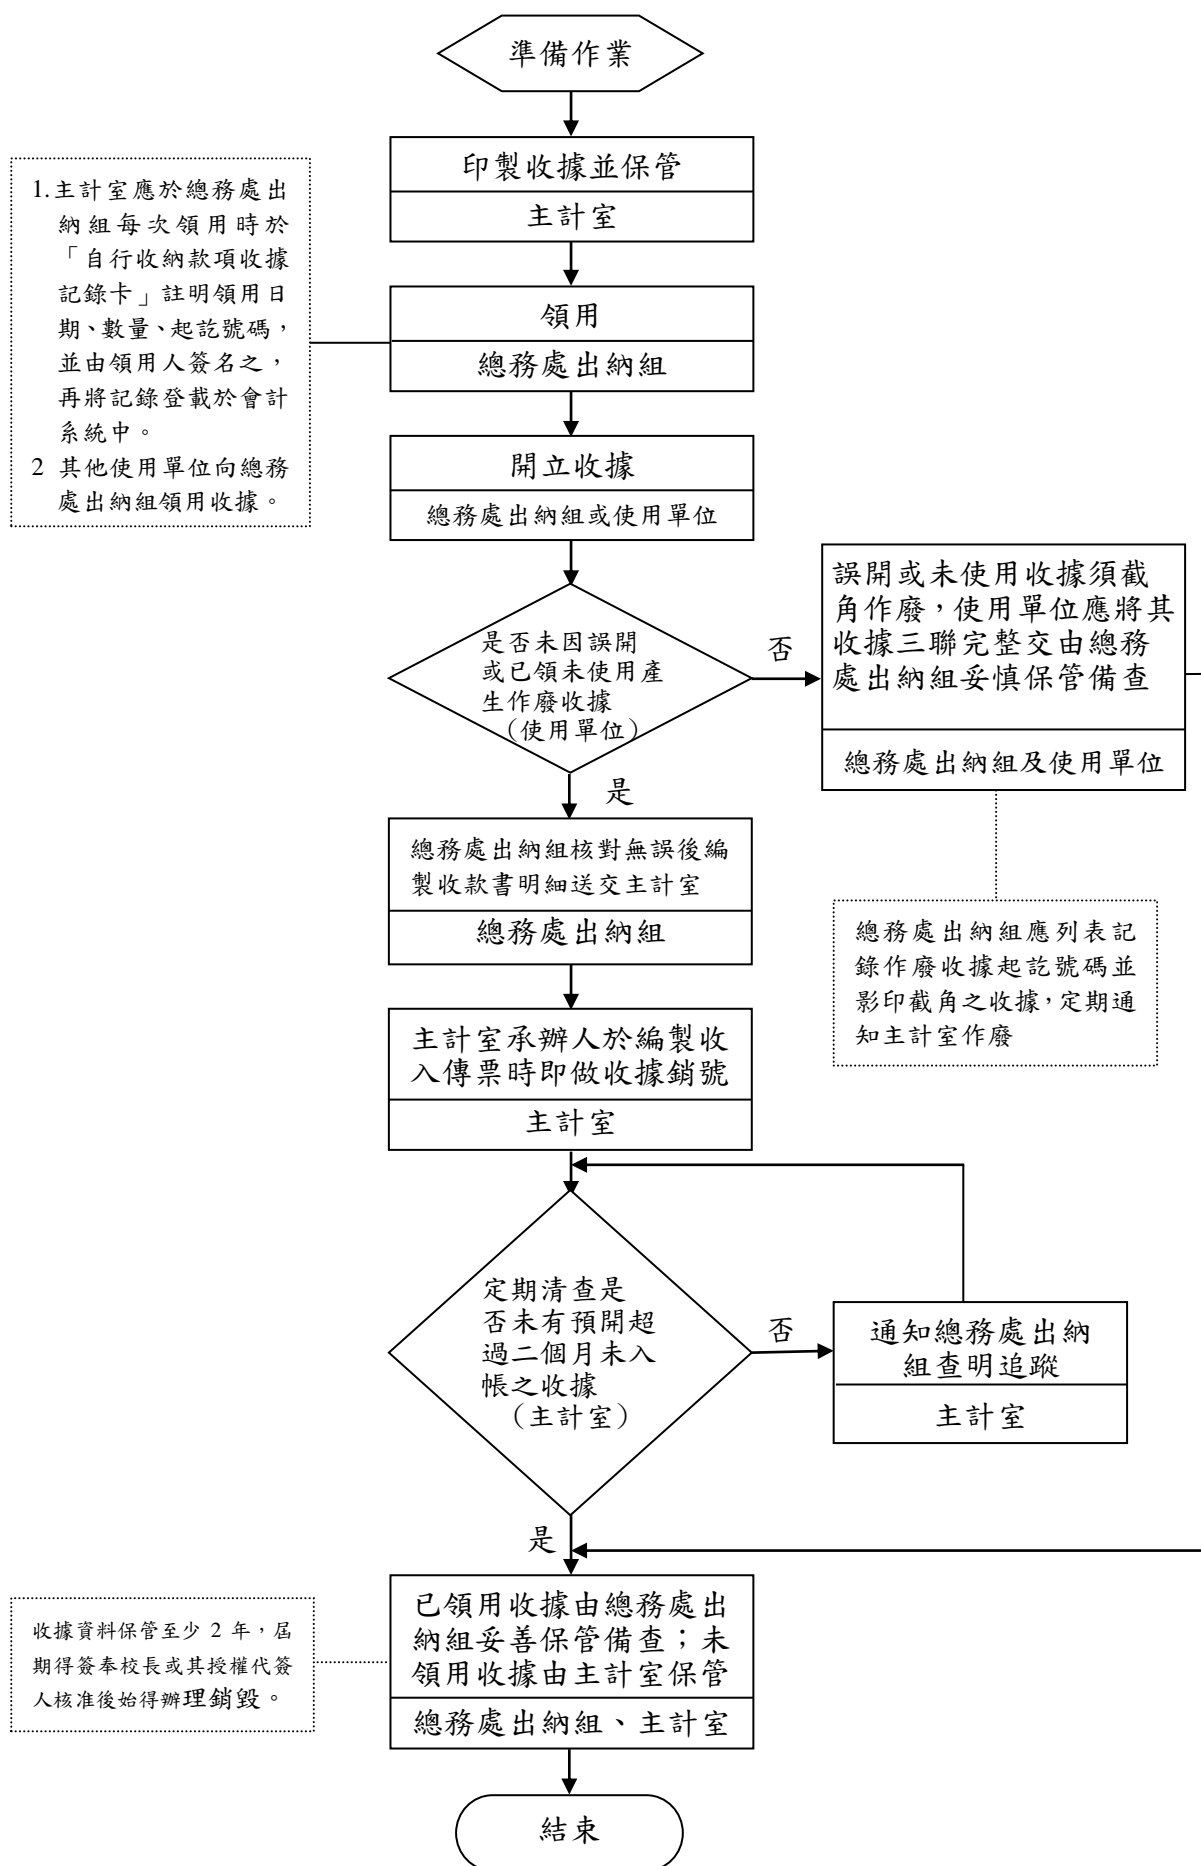 準備作業
印製收據並保管
主計室
1.主計室應於總務處出
納組每次領用時於
「自行收納款項收據
記錄卡」註明領用日
期、數量、起訖號碼，
並由領用人簽名之，
再將記錄登載於會計
系統中。
2 其他使用單位向總務
處出納組領用收據。
領用
總務處出納組
開立收據
總務處出納組或使用單位
是否未因誤開
或已領未使用產
生作廢收據
（使用單位）
否
誤開或未使用收據須截
角作廢，使用單位應將其
收據三聯完整交由總務
處出納組妥慎保管備查
總務處出納組及使用單位
是
總務處出納組核對無誤後編
製收款書明細送交主計室
總務處出納組
總務處出納組應列表記
錄作廢收據起訖號碼並
影印截角之收據，定期通
知主計室作廢
主計室承辦人於編製收
入傳票時即做收據銷號
主計室
定期清查是
否未有預開超
過二個月未入
帳之收據
（主計室）
否
通知總務處出納
組查明追蹤
主計室
是
已領用收據由總務處出
納組妥善保管備查；未
領用收據由主計室保管
總務處出納組、主計室
收據資料保管至少 2 年，屆
期得簽奉校長或其授權代簽
人核准後始得辦理銷毀。
結束